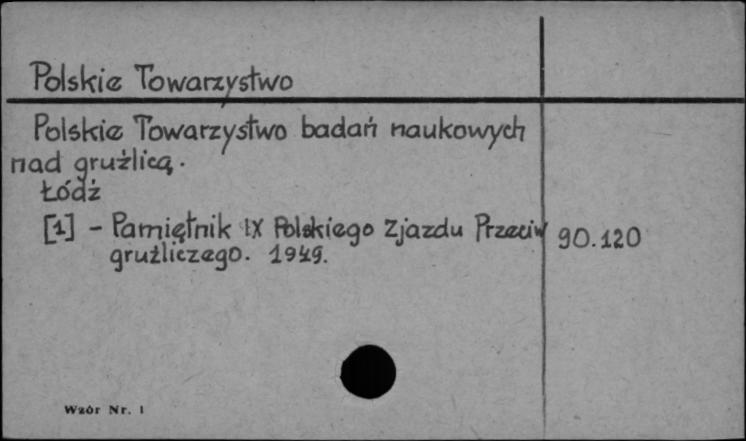 Polskie Towarzystwo
Polskie Towarzystwo badań naukowych
nad gruźlicą.
Łódź
[1] - Pamiętnik IX Polskiego Zjazdu Przeciw 90.120
gruźliczego. 1949.
Wzór Nr. 1